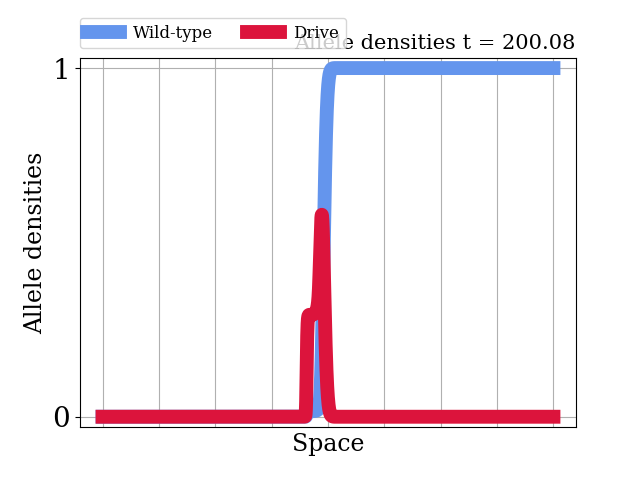 Wild-type
Drive
Allele densities t = 200.08
1
Allele densities
0
Space